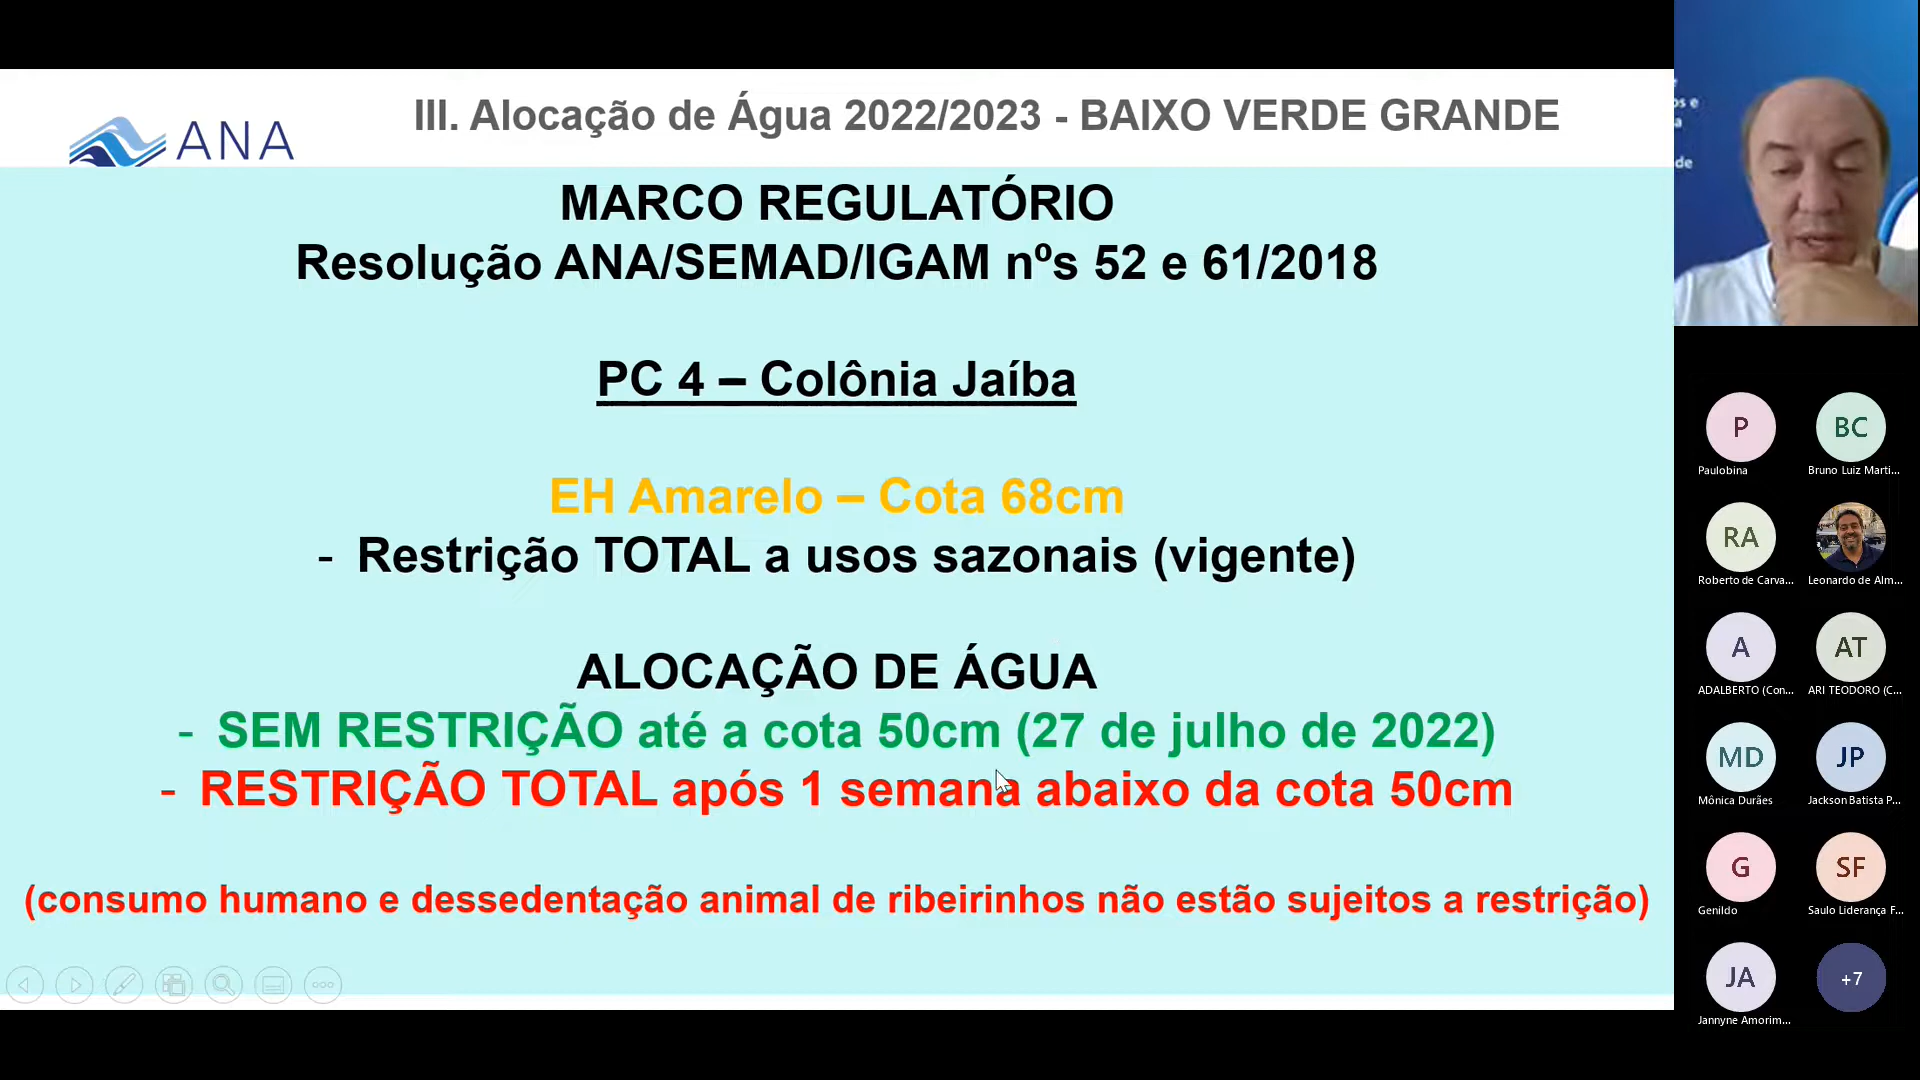 ANA
III. Alocação de Água 2022/2023 - BAIXO VERDE GRANDE
MARCO REGULATÓRIO
Resolução ANA/SEMAD/IGAM nºs 52 e 61/2018
PC 4 – Colônia Jaíba
EH Amarelo – Cota 68cm
- Restrição TOTAL a usos sazonais (vigente)
ALOCAÇÃO DE ÁGUA
- SEM RESTRIÇÃO até a cota 50cm (27 de julho de 2022)
- RESTRIÇÃO TOTAL após 1 semana abaixo da cota 50cm
(consumo humano e dessedentação animal de ribeirinhos não estão sujeitos a restrição)
os e
a
de
P
Paulobina
BC
Bruno Luiz Marti...
RA
Roberto de Carva...
Leonardo de Alm...
A
ADALBERTO (Con...
AT
ARI TEODORO (C...
MD
Mônica Durães
JP
Jackson Batista P...
G
Genildo
SF
Saulo Liderança F...
JA
Jannyne Amorim...
+7